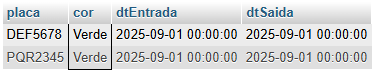 placa cor dtEntrada dtSaida
DEF5678 Verde 2025-09-01 00:00:00 2025-09-01 00:00:00
PQR2345 Verde 2025-09-01 00:00:00 2025-09-01 00:00:00